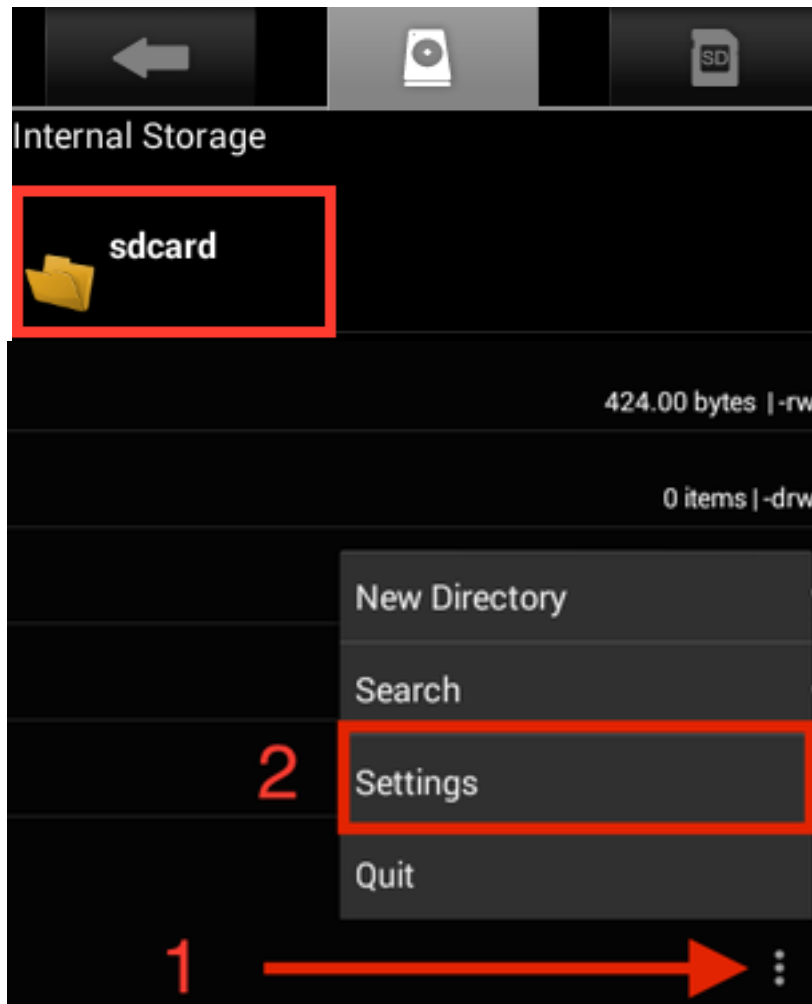 SD
Internal Storage
sdcard
424.00 bytes | -rw
0 items | -drw
New Directory
Search
2 Settings
Quit
1